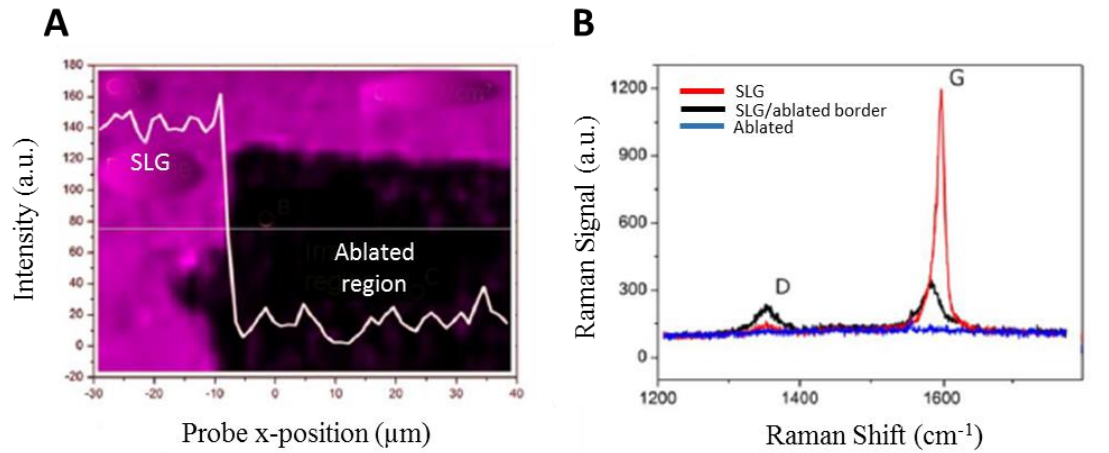 A
180
160
140
120
100
80
60
40
20
0
-20
-30
-20
-10
0
10
20
30
40
Intensity (a.u.)
Probe x-position (µm)
SLG
B
Ablated
region
C
B
1200
900
600
300
0
1200
1400
1600
Raman Signal (a.u.)
Raman Shift (cm-1)
SLG
SLG/ablated border
Ablated
D
G